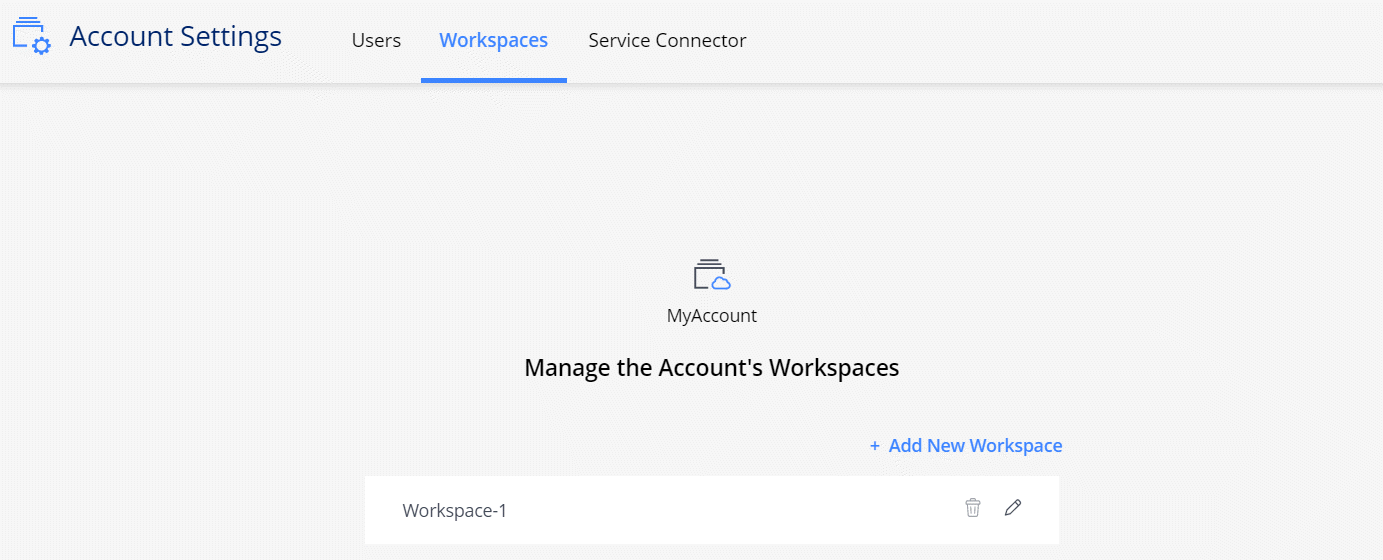 Account Settings
Users
Workspaces
Service Connector
MyAccount
Manage the Account's Workspaces
+ Add New Workspace
Workspace-1